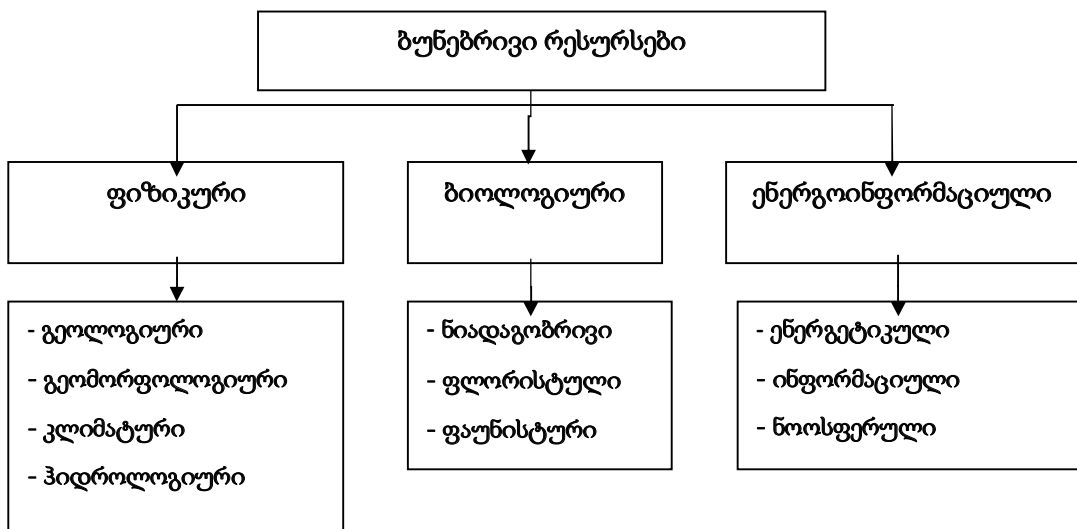 ბუნებრივი რესურსები
ფიზიკური
ბიოლოგიური
ენერგოინფორმაციული
- გეოლოგიური
- გეომორფოლოგიური
- კლიმატური
- ჰიდროლოგიური
- ნიადაგობრივი
- ფლორისტული
- ფაუნისტური
- ენერგეტიკული
- ინფორმაციული
- ნოოსფერული